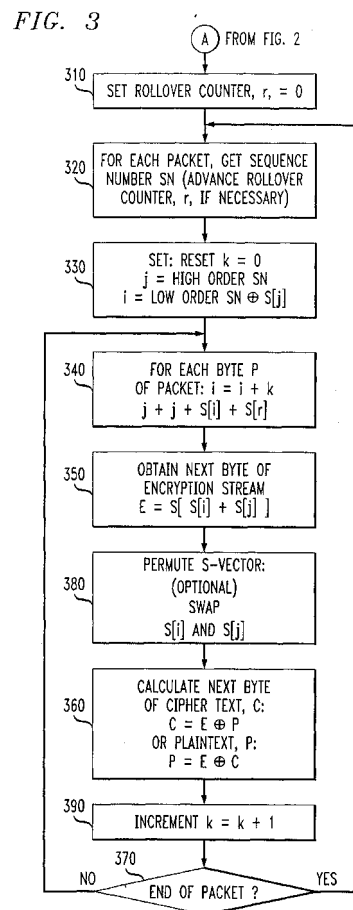 FIG. 3
A FROM FIG. 2
310
SET ROLLOVER COUNTER, r, = 0
320
FOR EACH PACKET, GET SEQUENCE
NUMBER SN (ADVANCE ROLLOVER
COUNTER, r, IF NECESSARY)
330
SET: RESET k = 0
j = HIGH ORDER SN
i = LOW ORDER SN ⊕ S[j]
340
FOR EACH BYTE P
OF PACKET: i = i + k
j + j + S[i] + S[r}
350
OBTAIN NEXT BYTE OF
ENCRYPTION STREAM
E = S[ S[i] + S[j] ]
380
PERMUTE S-VECTOR:
(OPTIONAL)
SWAP
S[i] AND S[j]
360
CALCULATE NEXT BYTE
OF CIPHER TEXT, C:
C = E ⊕ P
OR PLAINTEXT, P:
P = E ⊕ C
390
INCREMENT k = k + 1
370
NO
END OF PACKET ?
YES